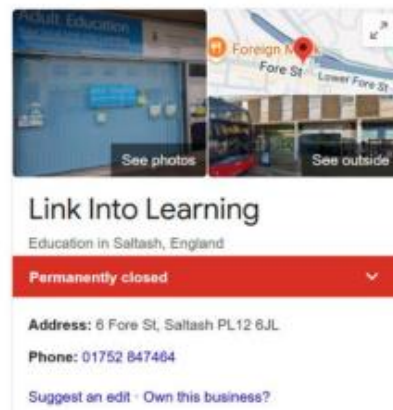 Adult Education
Foreign M
Fore St
Lower Fore St
See photos
See outside
Link Into Learning
Education in Saltash, England
Permanently closed
Address: 6 Fore St, Saltash PL12 6JL
Phone: 01752 847464
Suggest an edit · Own this business?